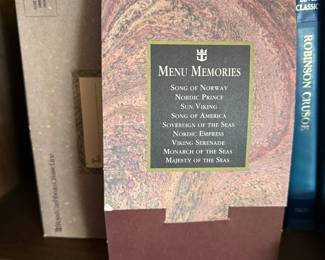 MENU MEMORIES
SONG OF NORWAY
NORDIC PRINCE
SUN VIKING
SONG OF AMERICA
SOVEREIGN OF THE SEAS
NORDIC EMPRESS
VIKING SERENADE
MONARCH OF THE SEAS
MAJESTY OF THE SEAS
CLASSIC
ROBINSON CRUSOE